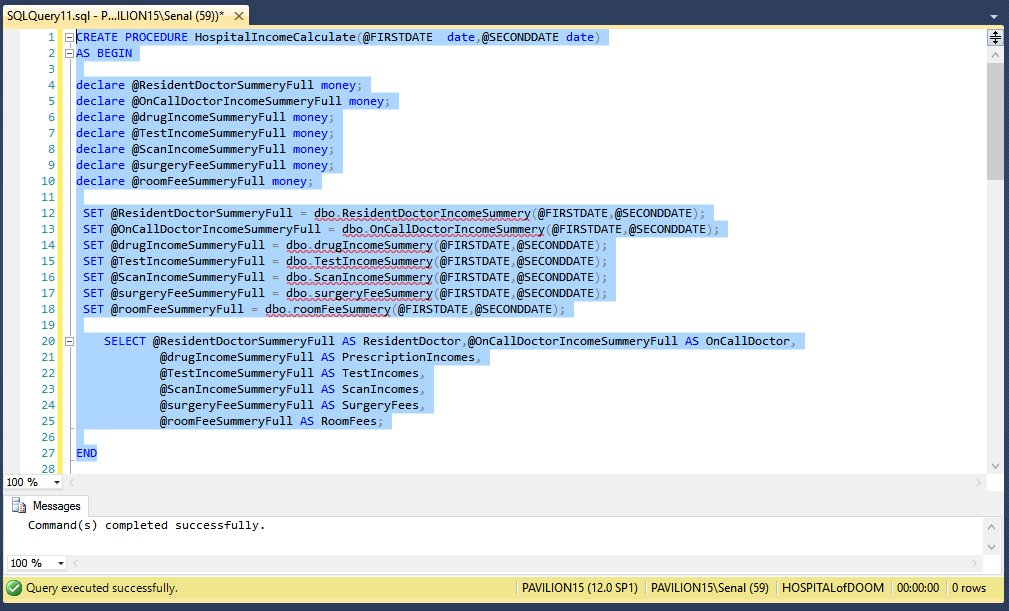 SQLQuery11.sql - P...ILION15\Senal (59))* ×
1 CREATE PROCEDURE HospitalIncomeCalculate(@FIRSTDATE  date,@SECONDDATE date)
2 AS BEGIN
3
4 declare @ResidentDoctorSummeryFull money;
5 declare @OnCallDoctorIncomeSummeryFull money;
6 declare @drugIncomeSummeryFull money;
7 declare @TestIncomeSummeryFull money;
8 declare @ScanIncomeSummeryFull money;
9 declare @surgeryFeeSummeryFull money;
10 declare @roomFeeSummeryFull money;
11
12 SET @ResidentDoctorSummeryFull = dbo.ResidentDoctorIncomeSummery(@FIRSTDATE,@SECONDDATE);
13 SET @OnCallDoctorIncomeSummeryFull = dbo.OnCallDoctorIncomeSummery(@FIRSTDATE,@SECONDDATE);
14 SET @drugIncomeSummeryFull = dbo.drugIncomeSummery(@FIRSTDATE,@SECONDDATE);
15 SET @TestIncomeSummeryFull = dbo.TestIncomeSummery(@FIRSTDATE,@SECONDDATE);
16 SET @ScanIncomeSummeryFull = dbo.ScanIncomeSummery(@FIRSTDATE,@SECONDDATE);
17 SET @surgeryFeeSummeryFull = dbo.surgeryFeeSummery(@FIRSTDATE,@SECONDDATE);
18 SET @roomFeeSummeryFull = dbo.roomFeeSummery(@FIRSTDATE,@SECONDDATE);
19
20 SELECT @ResidentDoctorSummeryFull AS ResidentDoctor,@OnCallDoctorIncomeSummeryFull AS OnCallDoctor,
21 @drugIncomeSummeryFull AS PrescriptionIncomes,
22 @TestIncomeSummeryFull AS TestIncomes,
23 @ScanIncomeSummeryFull AS ScanIncomes,
24 @surgeryFeeSummeryFull AS SurgeryFees,
25 @roomFeeSummeryFull AS RoomFees;
26
27 END
28
100 %
Messages
Command(s) completed successfully.
100 %
Query executed successfully. PAVILION15 (12.0 SP1) PAVILION15\Senal (59) HOSPITALofDOOM 00:00:00 0 rows